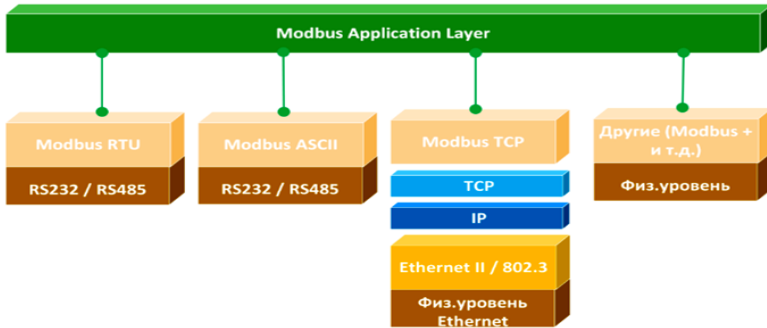 Modbus Application Layer
Modbus RTU
RS232 / RS485
Modbus ASCII
RS232 / RS485
Modbus TCP
TCP
IP
Ethernet II / 802.3
Физ.уровень
Ethernet
Другие (Modbus +
и т.д.)
Физ.уровень